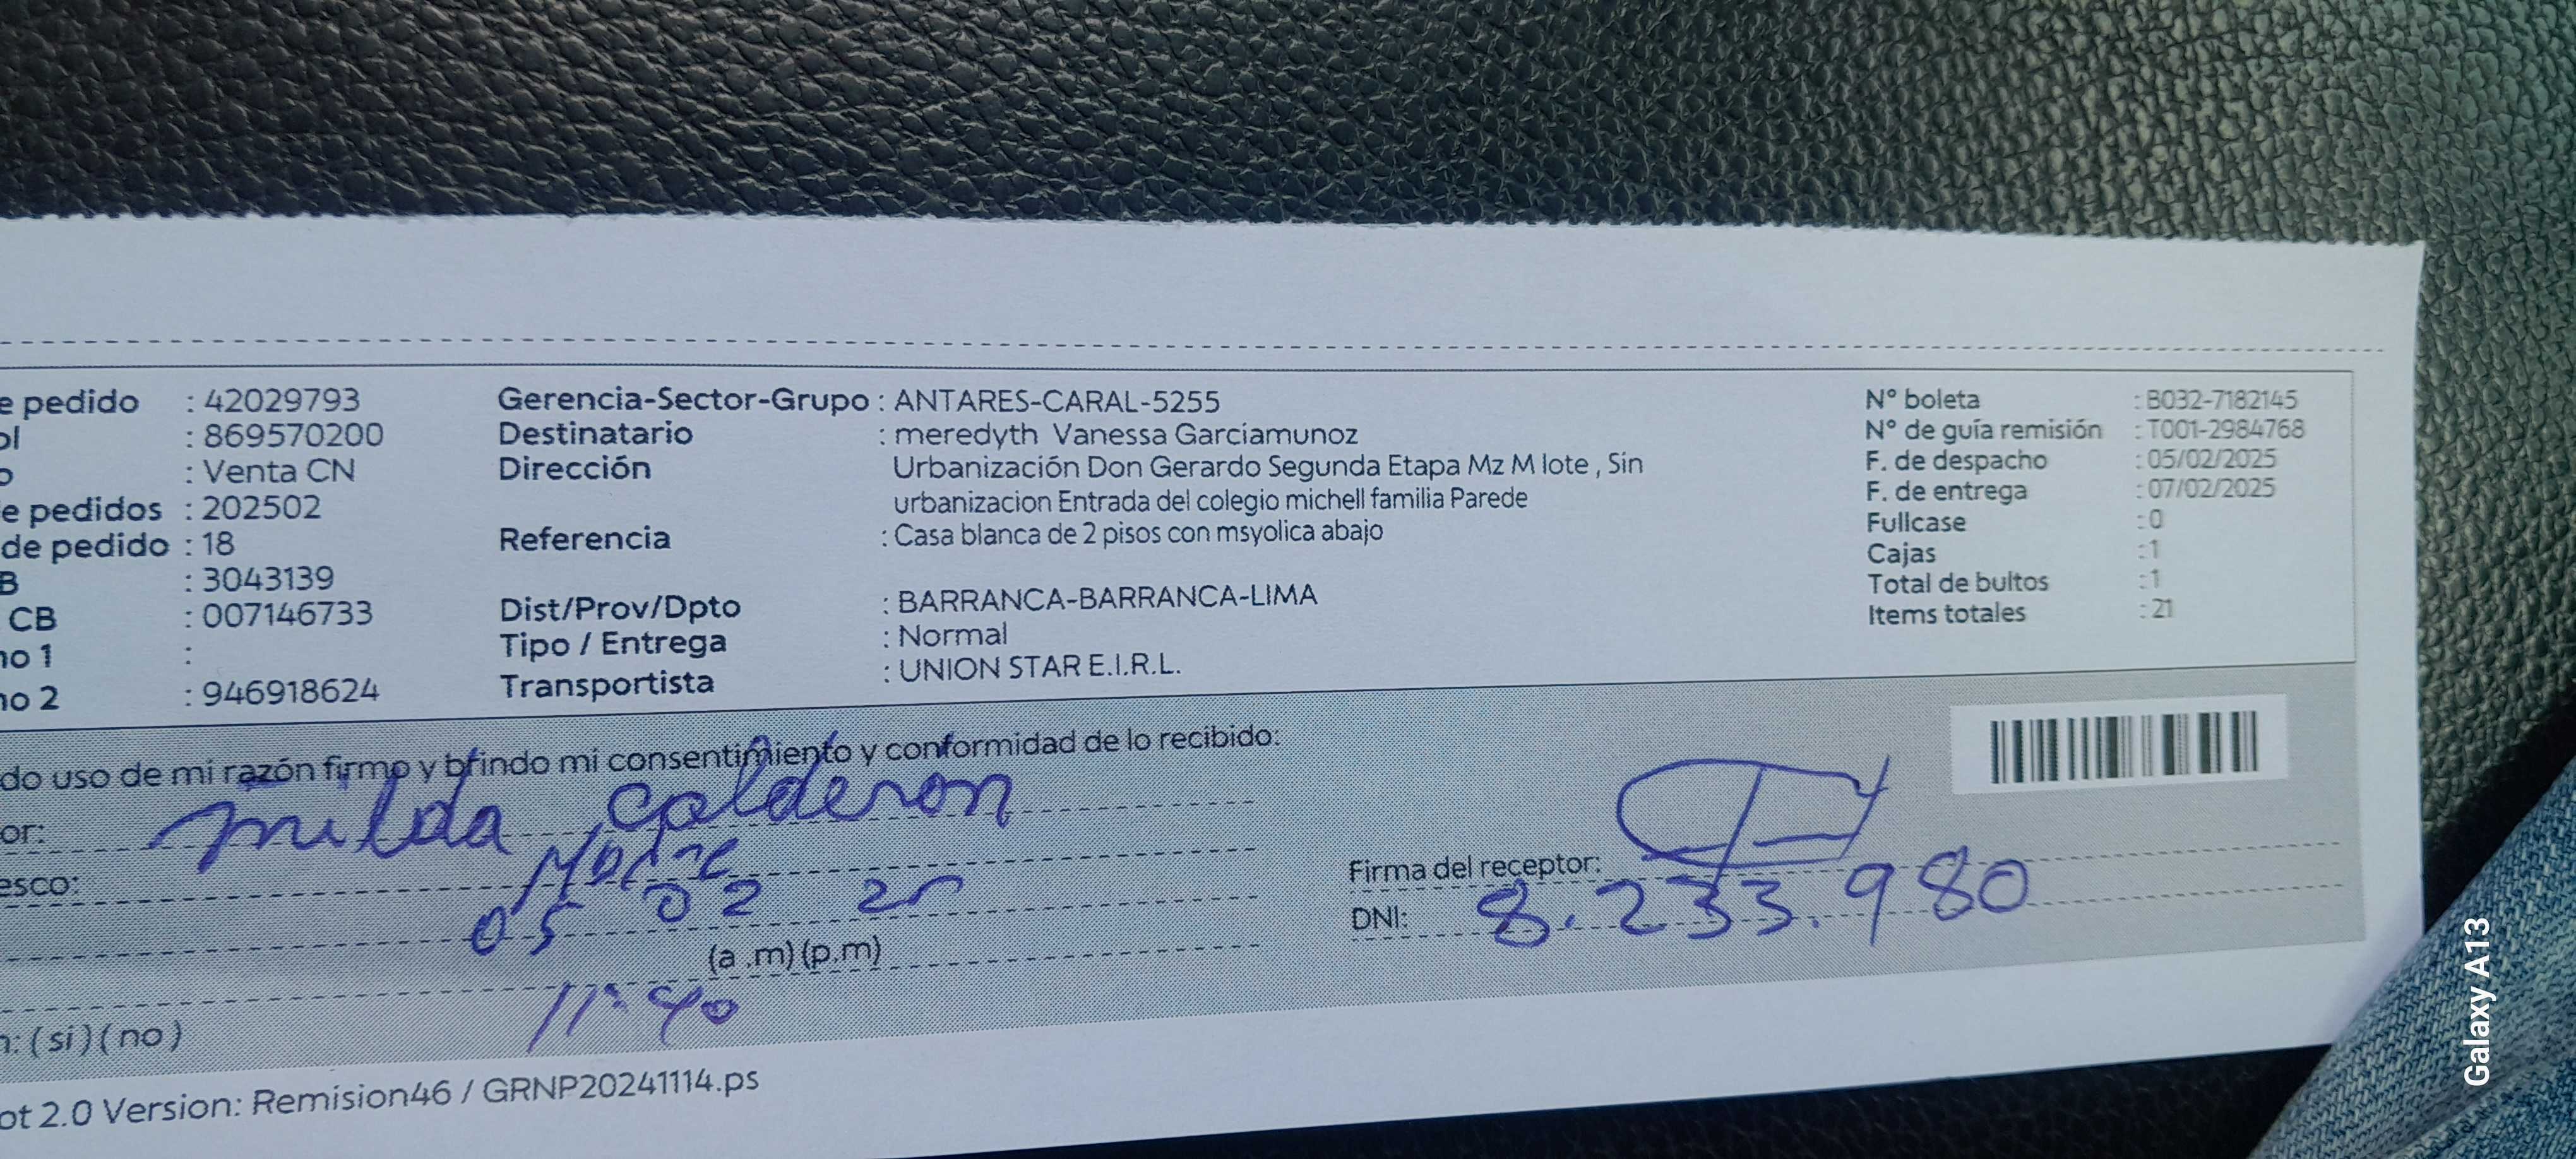 e pedido : 42029793
ol : 869570200
o : Venta CN
e pedidos : 202502
de pedido : 18
B : 3043139
CB : 007146733
no 1 :
no 2 : 946918624
Gerencia-Sector-Grupo : ANTARES-CARAL-5255
Destinatario : meredyth Vanessa Garciamunoz
Dirección Urbanización Don Gerardo Segunda Etapa Mz M lote , Sin
urbanizacion Entrada del colegio michell familia Parede
Referencia : Casa blanca de 2 pisos con msyolica abajo
Dist/Prov/Dpto : BARRANCA-BARRANCA-LIMA
Tipo / Entrega : Normal
Transportista : UNION STAR E.I.R.L.
N° boleta : B032-7182145
N° de guía remisión : T001-2984768
F. de despacho : 05/02/2025
F. de entrega : 07/02/2025
Fullcase : 0
Cajas : 1
Total de bultos : 1
Items totales : 21
do uso de mi razón firmo y brindo mi consentimiento y conformidad de lo recibido:
or: milda Calderon
esco: Madre
05 02 25
(a .m) (p.m)
11:40
n: ( si ) ( no )
Firma del receptor:
DNI: 8.233.980
ot 2.0 Version: Remision46 / GRNP20241114.ps
Galaxy A13